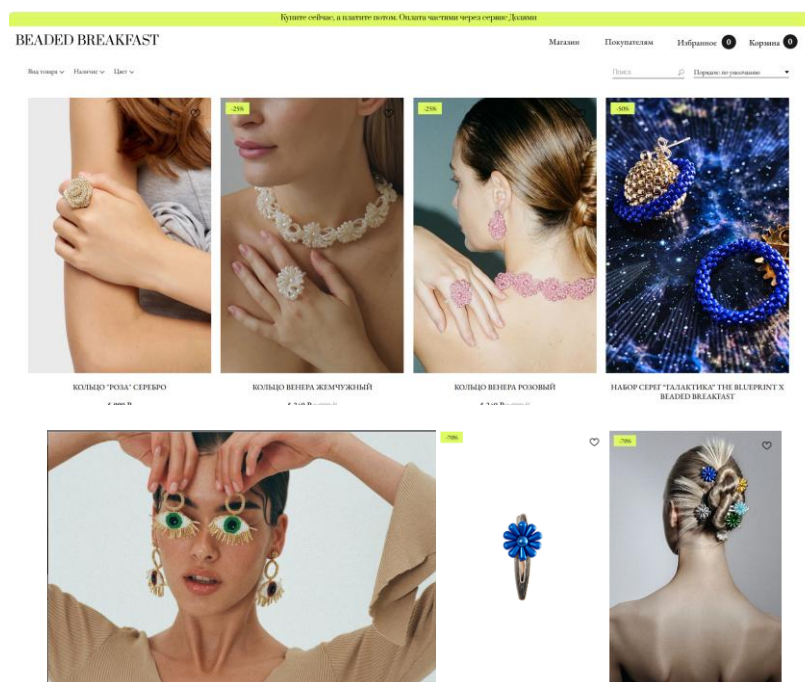 Купите сейчас, а платите потом. Оплата частями через сервис Долями
BEADED BREAKFAST
Магазин Покупателям Избранное 0 Корзина 0
Вид товара Наличие Цвет Поиск Порядок: по умолчанию
-25% -25% -50%
КОЛЬЦО "РОЗА" СЕРЕБРО
КОЛЬЦО ВЕНЕРА ЖЕМЧУЖНЫЙ
КОЛЬЦО ВЕНЕРА РОЗОВЫЙ
НАБОР СЕРЕГ "ГАЛАКТИКА" THE BLUEPRINT X
BEADED BREAKFAST
-70% -70%